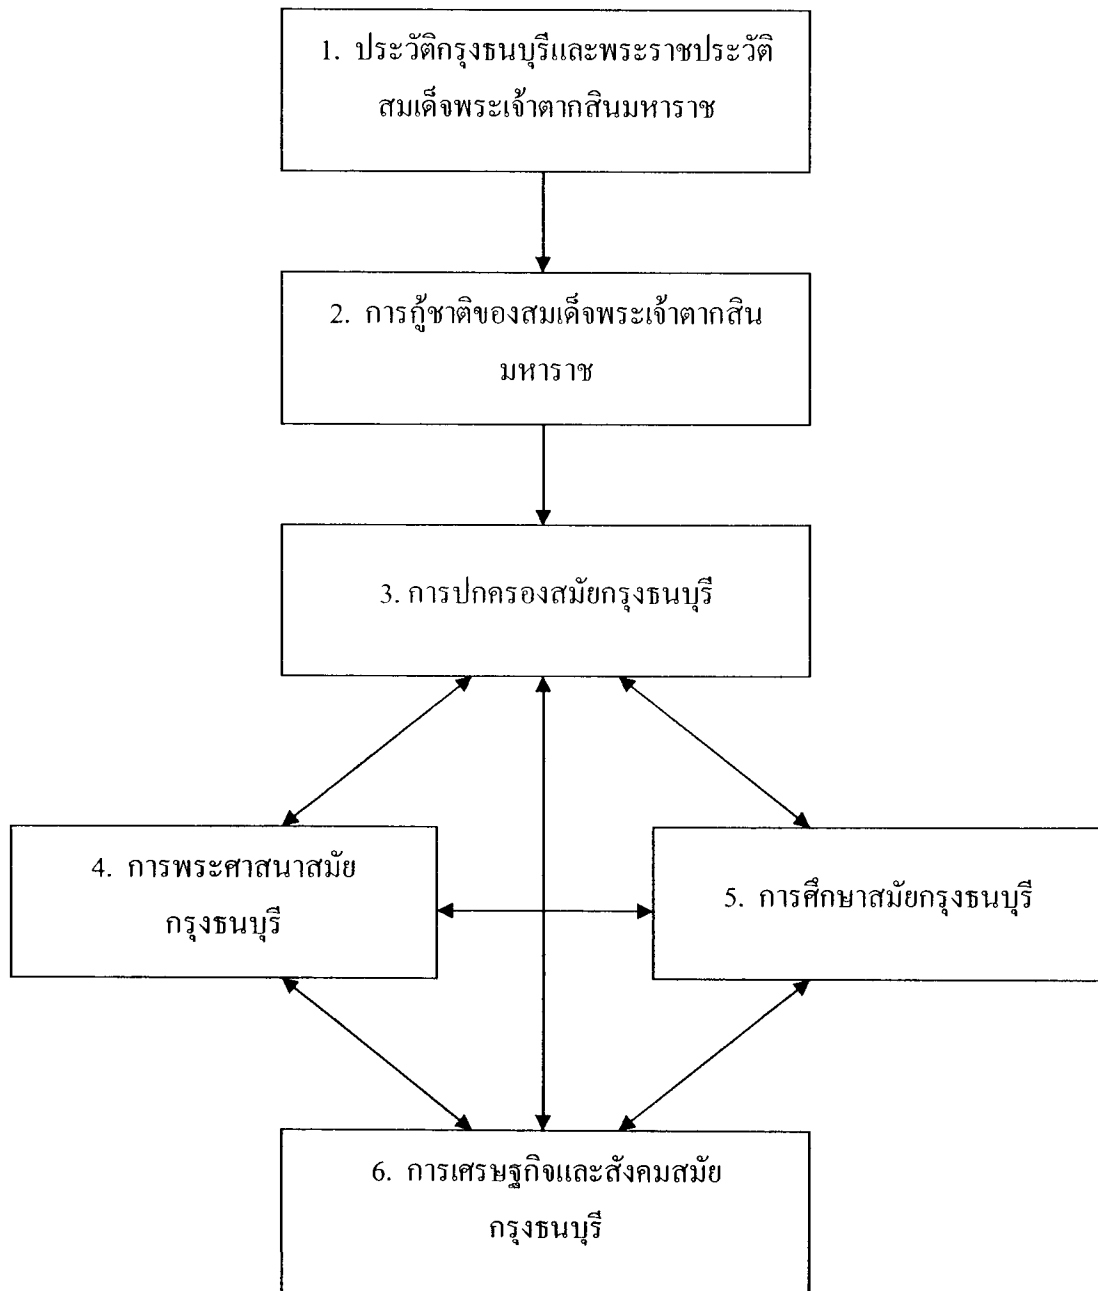 1. ประวัติกรุงธนบุรีและพระราชประวัติ
สมเด็จพระเจ้าตากสินมหาราช
2. การกู้ชาติของสมเด็จพระเจ้าตากสิน
มหาราช
3. การปกครองสมัยกรุงธนบุรี
4. การพระศาสนาสมัย
กรุงธนบุรี
5. การศึกษาสมัยกรุงธนบุรี
6. การเศรษฐกิจและสังคมสมัย
กรุงธนบุรี